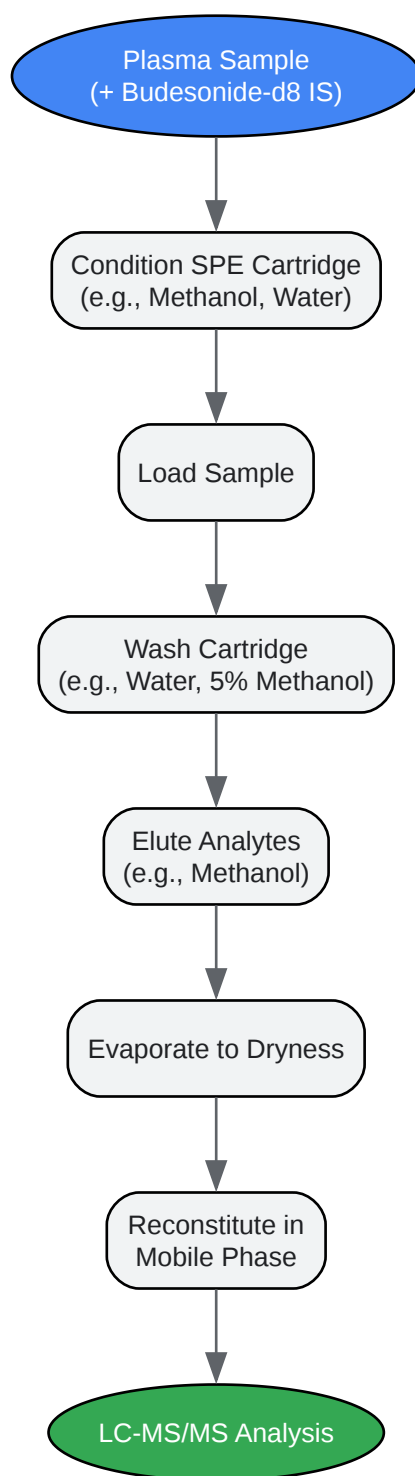 Plasma Sample
(+ Budesonide-d8 IS)
Condition SPE Cartridge
(e.g., Methanol, Water)
Load Sample
Wash Cartridge
(e.g., Water, 5% Methanol)
Elute Analytes
(e.g., Methanol)
Evaporate to Dryness
Reconstitute in
Mobile Phase
LC-MS/MS Analysis